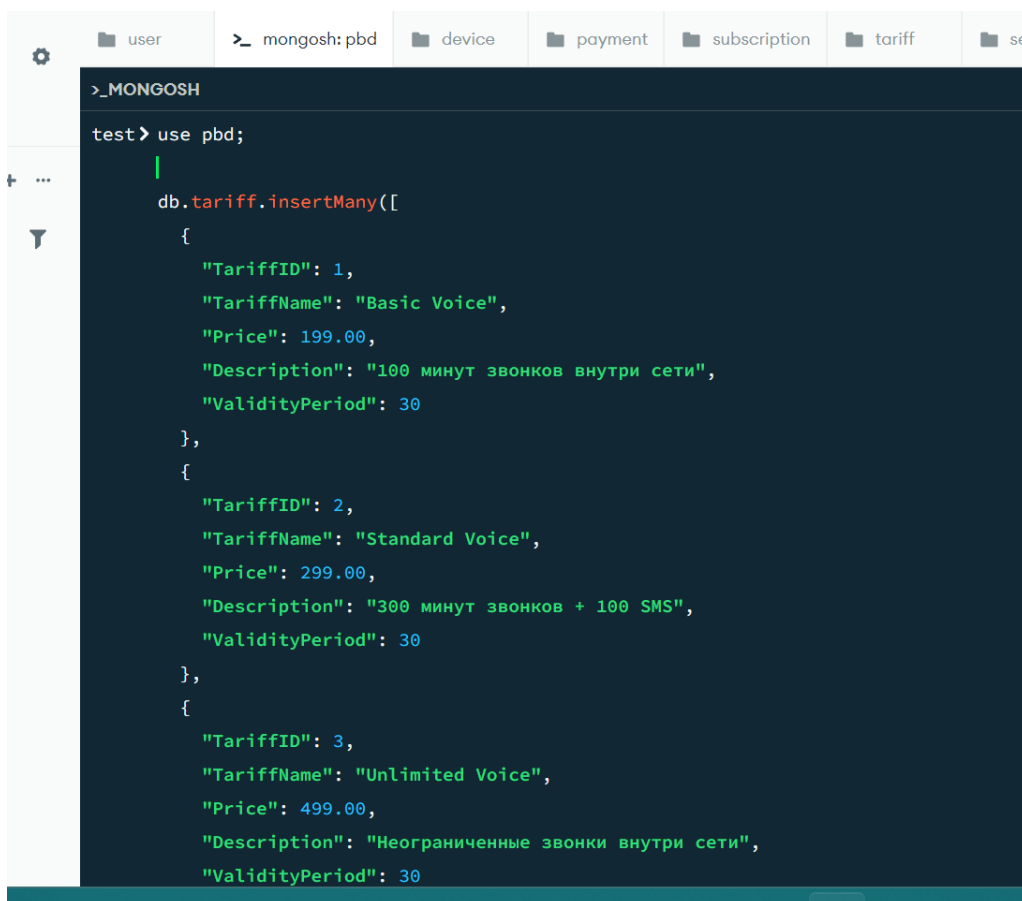 user >_ mongosh: pbd device payment subscription tariff se
>_MONGOSH
test> use pbd;
db.tariff.insertMany([
{
"TariffID": 1,
"TariffName": "Basic Voice",
"Price": 199.00,
"Description": "100 минут звонков внутри сети",
"ValidityPeriod": 30
},
{
"TariffID": 2,
"TariffName": "Standard Voice",
"Price": 299.00,
"Description": "300 минут звонков + 100 SMS",
"ValidityPeriod": 30
},
{
"TariffID": 3,
"TariffName": "Unlimited Voice",
"Price": 499.00,
"Description": "Неограниченные звонки внутри сети",
"ValidityPeriod": 30